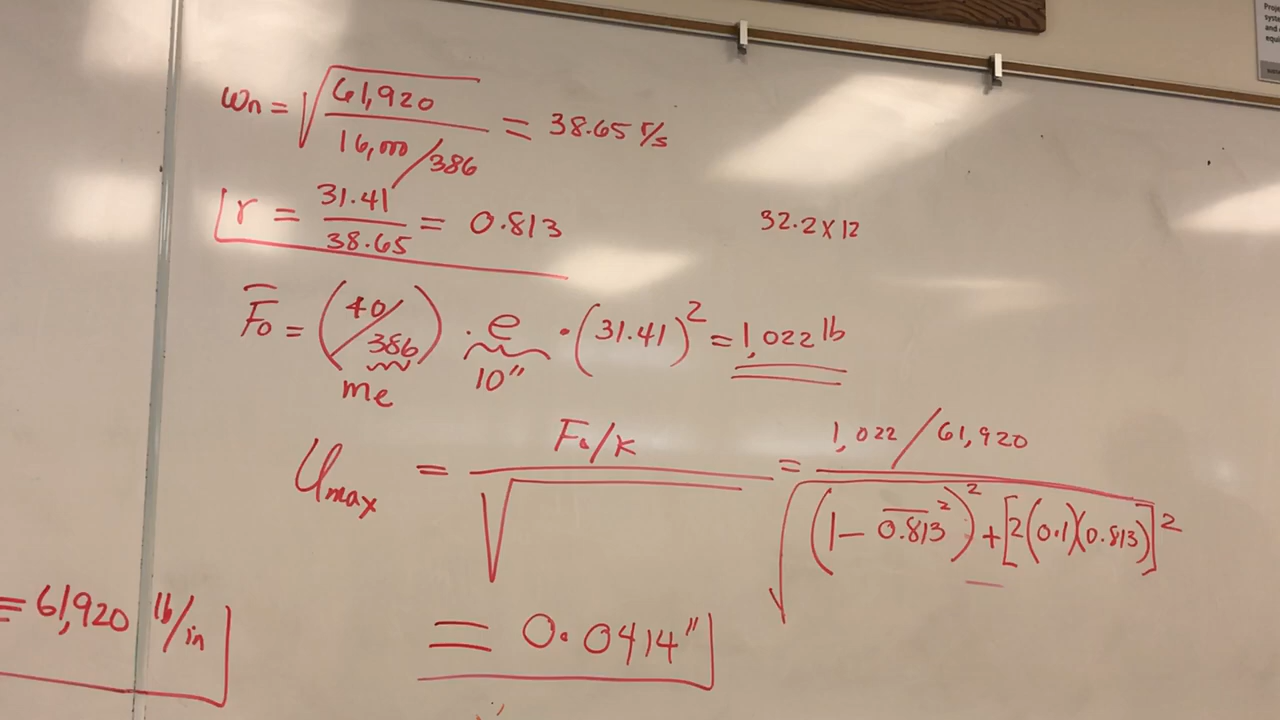 ωn = √(61,920 / (16,000/386)) = 38.65 r/s
r = 31.41 / 38.65 = 0.813
32.2 x 12
F̄o = (40/386) · e · (31.41)² = 1,022 lb
me 10"
Umax = Fo/K / √ = 1,022/61,920 / √((1 - 0.813²)² + [2(0.1)(0.813)]²)
= 61,920 lb/in
= 0.0414"